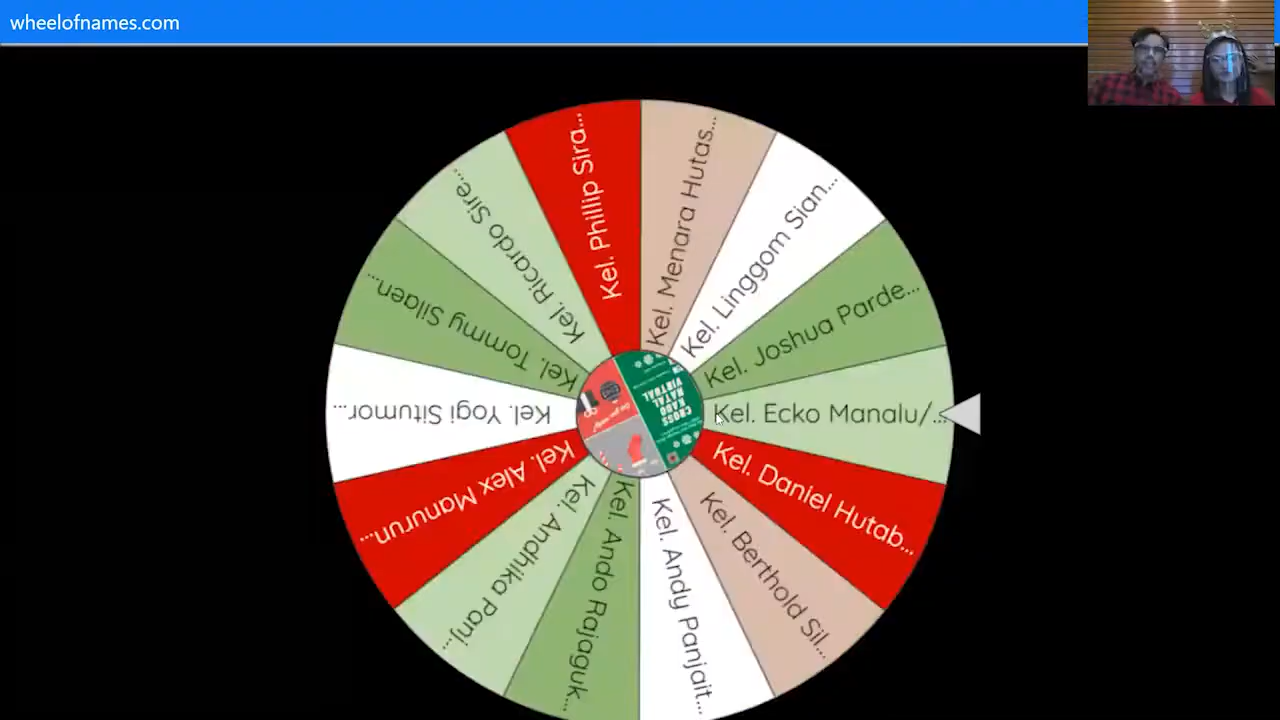 wheelofnames.com
Kel. Phillip Sira...
Kel. Menara Hutas...
Kel. Linggom Sian...
Kel. Joshua Parde...
Kel. Ecko Manalu/...
Kel. Daniel Hutab...
Kel. Berthold Sil...
Kel. Andy Panjait...
Kel. Ando Rajaguk...
Kel. Andhika Panj...
Kel. Alex Manurun...
Kel. Yogi Situmor...
Kel. Tommy Silaen...
Kel. Ricardo Sire...
CROSS
KADO
NATAL
VIRTUAL